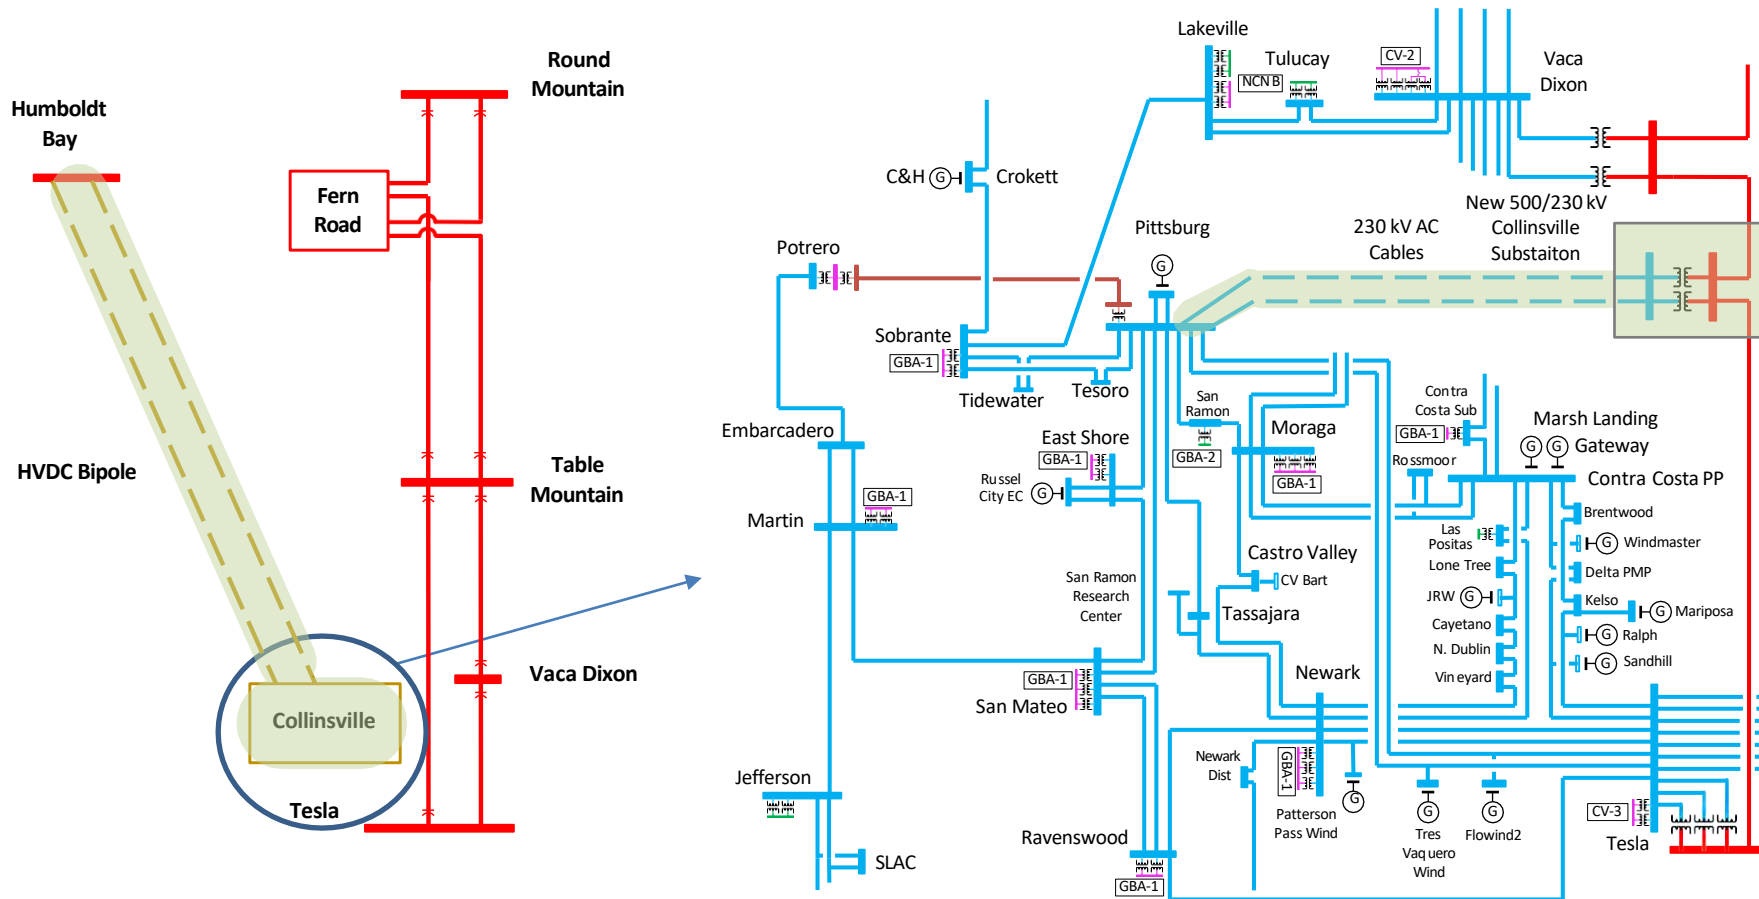 Round
Mountain
Humboldt
Bay
Fern
Road
HVDC Bipole
Table
Mountain
Vaca Dixon
Collinsville
Tesla
Lakeville
NCNB
Tulucay
CV-2
Vaca
Dixon
C&H
G
Crokett
Potrero
Pittsburg
G
230 kV AC
Cables
New 500/230 kV
Collinsville
Substaiton
Sobrante
GBA-1
Tidewater
Tesoro
San
Ramon
GBA-2
Moraga
GBA-1
Contra
Costa Sub
GBA-1
Rossmoor
Marsh Landing
G
G
Gateway
Contra Costa PP
Embarcadero
East Shore
GBA-1
Russel
City EC
G
GBA-1
Martin
Brentwood
Las
Positas
G
Windmaster
Lone Tree
Delta PMP
JRW
G
Kelso
G
Mariposa
Cayetano
G
Ralph
N. Dublin
G
Sandhill
Vineyard
Castro Valley
CV Bart
San Ramon
Research
Center
Tassajara
GBA-1
San Mateo
Newark
Newark
Dist
GBA-1
G
Patterson
Pass Wind
G
Tres
Vaquero
Wind
G
Flowind2
CV-3
Tesla
Jefferson
SLAC
Ravenswood
GBA-1